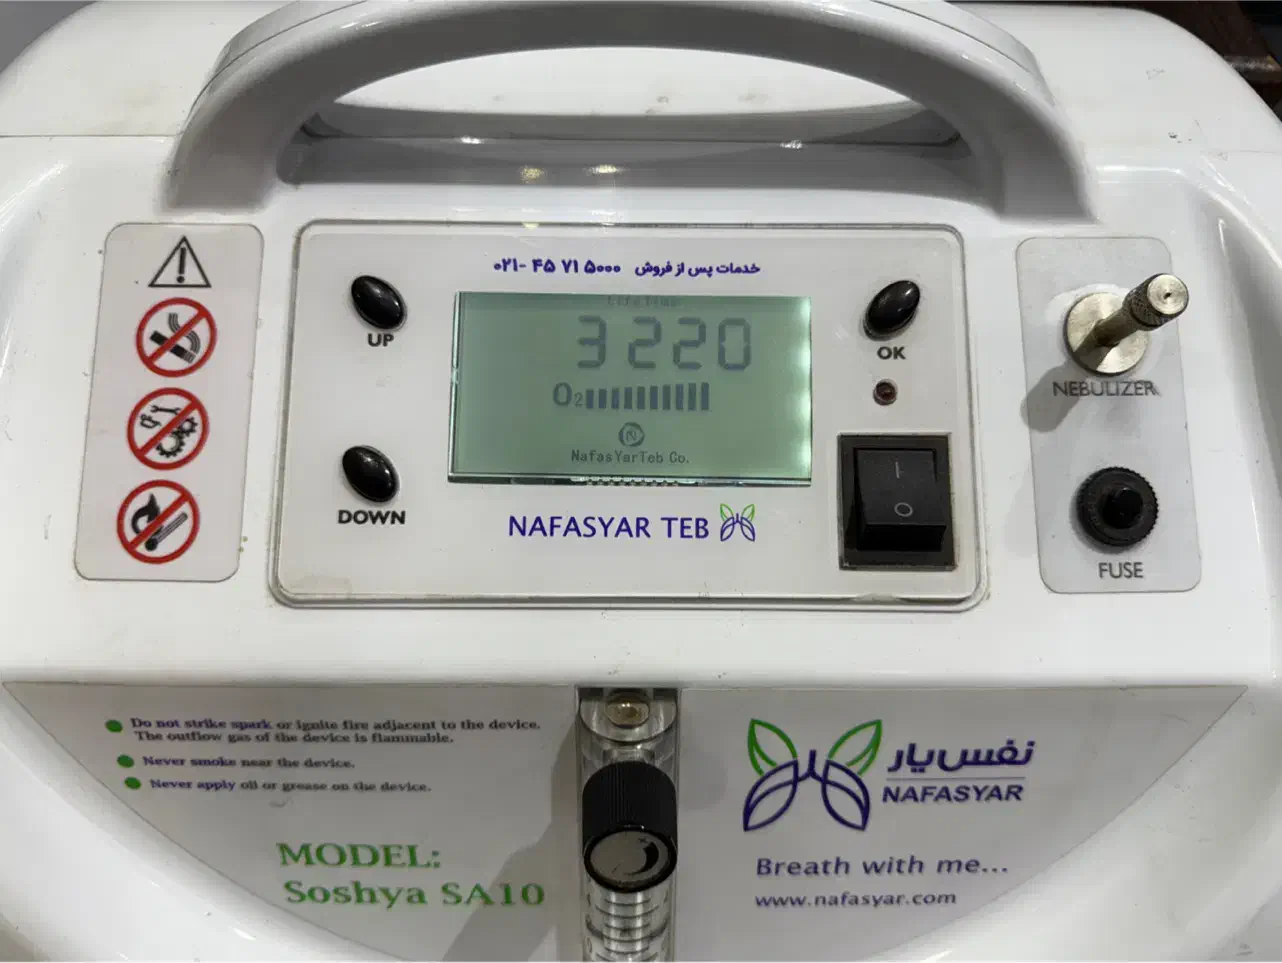 خدمات پس از فروش ۰۲۱- ۴۵ ۷۱ ۵۰۰۰
UP
OK
LifeTime
3220
O2
N
NafasYarTeb Co.
DOWN
NAFASYAR TEB
I
O
NEBULIZER
FUSE
Do not strike spark or ignite fire adjacent to the device.
The outflow gas of the device is flammable.
Never smoke near the device.
Never apply oil or grease on the device.
MODEL:
Soshya SA10
نفس‌یار
NAFASYAR
Breath with me...
www.nafasyar.com